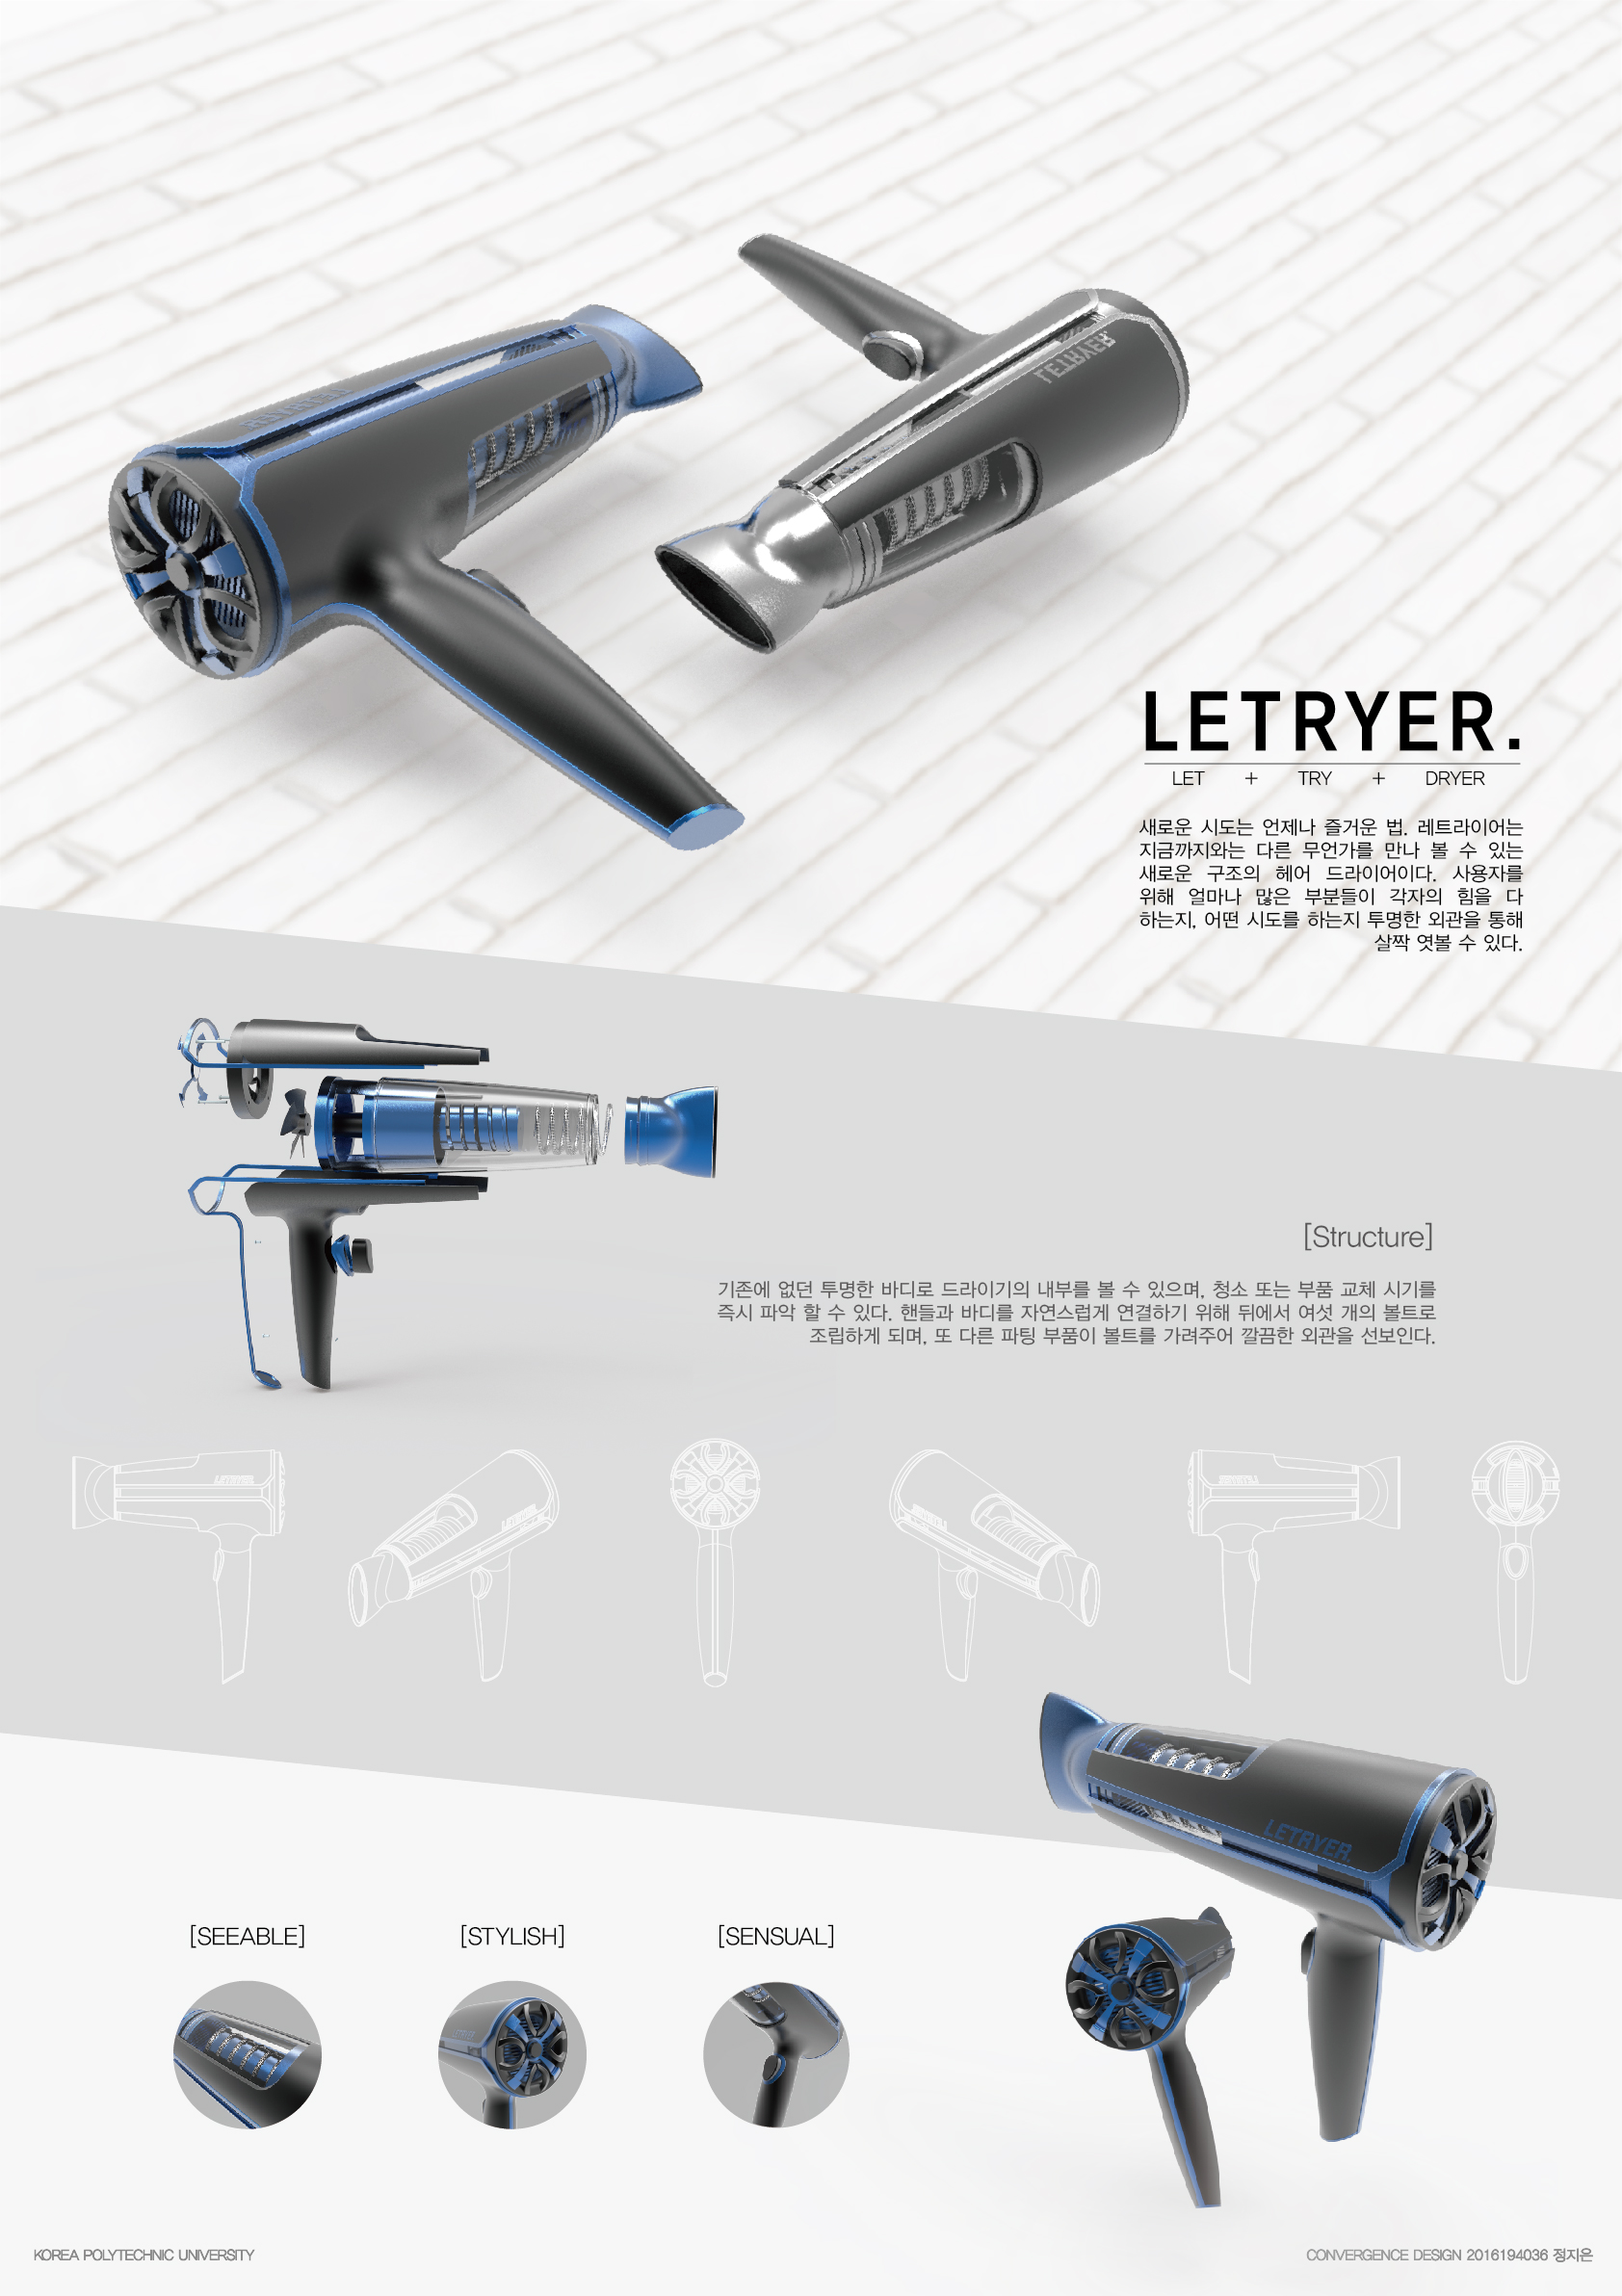 LETRYER
LETRYER.
LET + TRY + DRYER
새로운 시도는 언제나 즐거운 법. 레트라이어는
지금까지와는 다른 무언가를 만나 볼 수 있는
새로운 구조의 헤어 드라이어이다. 사용자를
위해 얼마나 많은 부분들이 각자의 힘을 다
하는지, 어떤 시도를 하는지 투명한 외관을 통해
살짝 엿볼 수 있다.
[Structure]
기존에 없던 투명한 바디로 드라이기의 내부를 볼 수 있으며, 청소 또는 부품 교체 시기를
즉시 파악 할 수 있다. 핸들과 바디를 자연스럽게 연결하기 위해 뒤에서 여섯 개의 볼트로
조립하게 되며, 또 다른 파팅 부품이 볼트를 가려주어 깔끔한 외관을 선보인다.
LETRYER.
LETRYER.
[SEEABLE] [STYLISH] [SENSUAL]
KOREA POLYTECHNIC UNIVERSITY
CONVERGENCE DESIGN 2016194036 정지은